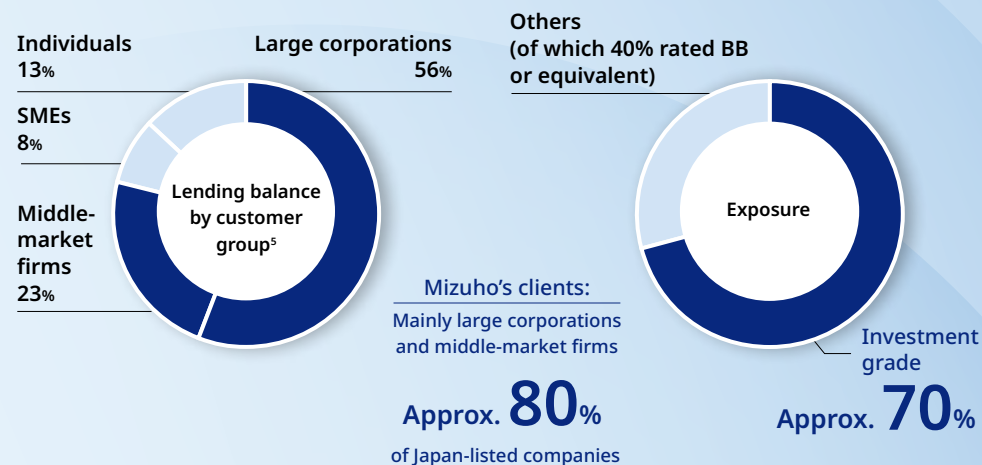 Individuals
13%
SMEs
8%
Middle-
market
firms
23%
Large corporations
56%
Lending balance
by customer
group5
Mizuho’s clients:
Mainly large corporations
and middle-market firms
Approx. 80%
of Japan-listed companies
Others
(of which 40% rated BB
or equivalent)
Exposure
Investment
grade
Approx. 70%